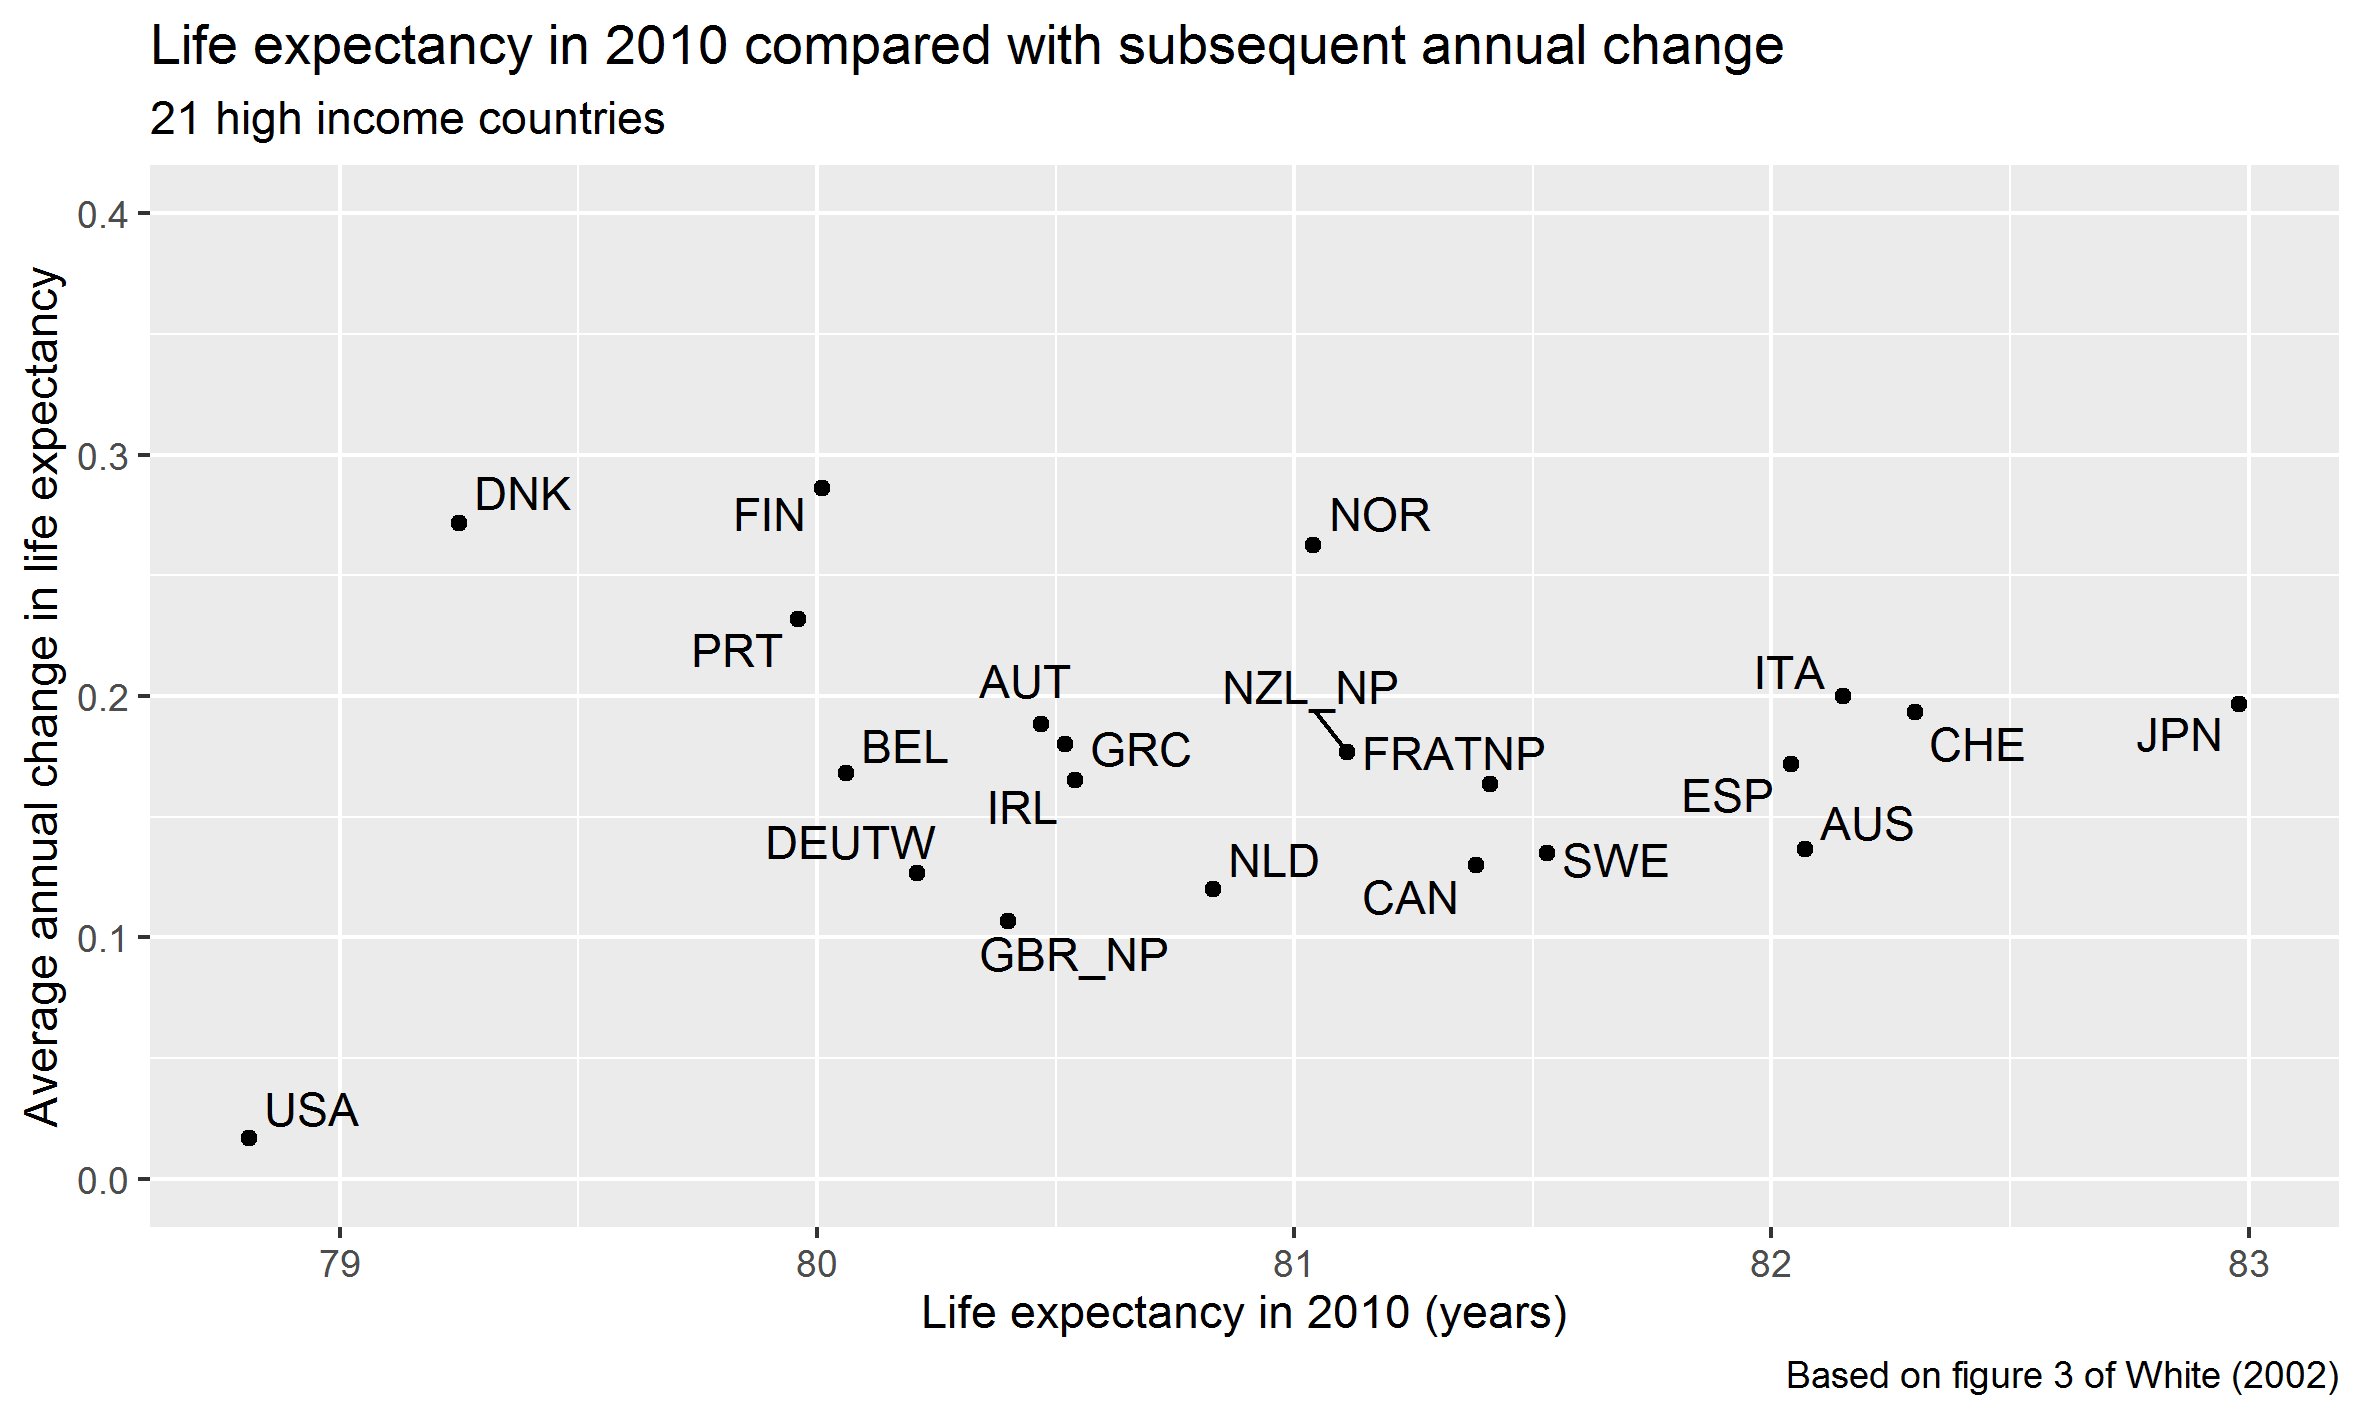 Life expectancy in 2010 compared with subsequent annual change
21 high income countries
Average annual change in life expectancy
0.4
0.3
0.2
0.1
0.0
DNK
FIN
NOR
PRT
AUT
NZL_NP
ITA
BEL
GRC
FRATNP
CHE
JPN
IRL
ESP
DEUTW
AUS
NLD
SWE
CAN
GBR_NP
USA
79 80 81 82 83
Life expectancy in 2010 (years)
Based on figure 3 of White (2002)